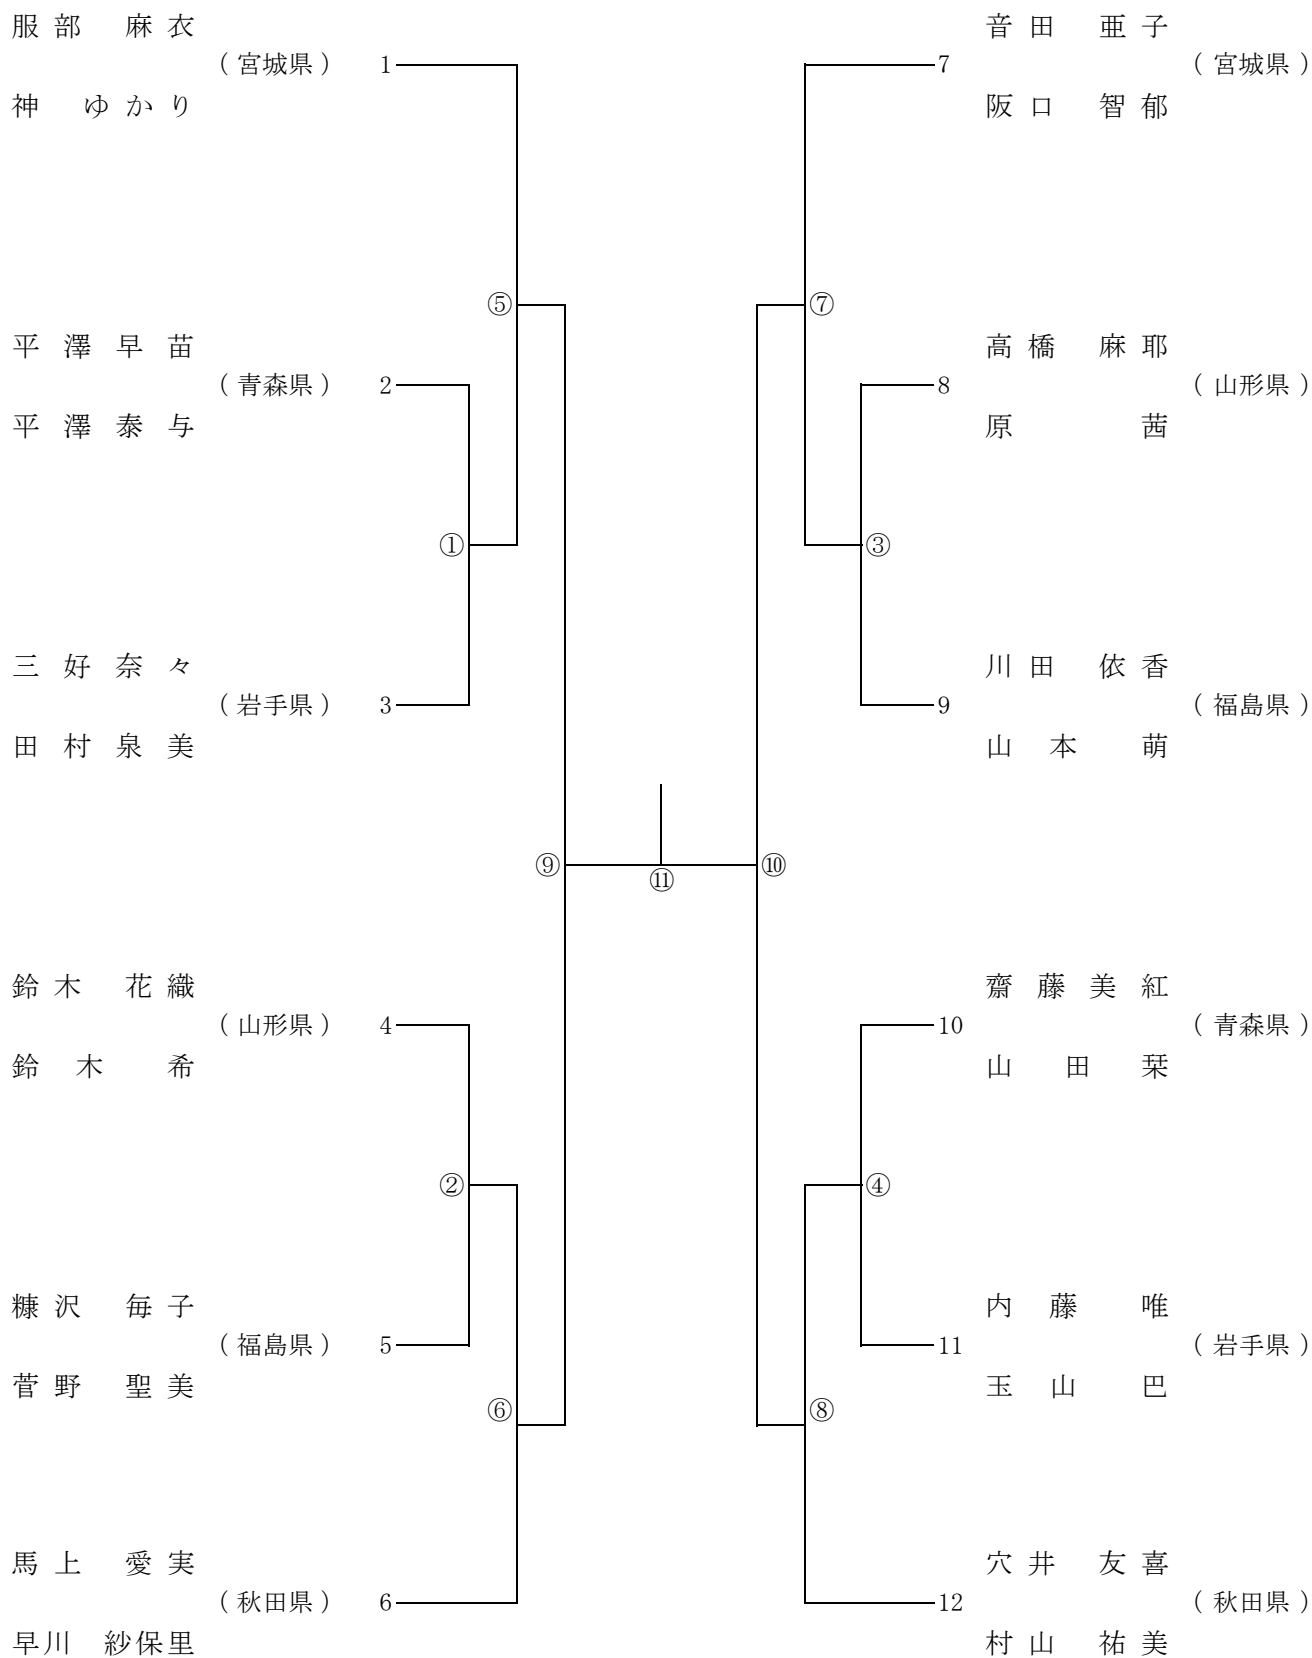 服部　麻衣
（宮城県）　1
神　ゆかり
⑤
平澤早苗
（青森県）　2
平澤泰与
①
三好奈々
（岩手県）　3
田村泉美
⑨
鈴木　花織
（山形県）　4
鈴木　希
②
糠沢　毎子
（福島県）　5
菅野　聖美
⑥
馬上　愛実
（秋田県）　6
早川　紗保里
⑪
音田　亜子
7　（宮城県）
阪口　智郁
⑦
高橋　麻耶
8　（山形県）
原　茜
③
川田　依香
9　（福島県）
山本　萌
⑩
齋藤美紅
10　（青森県）
山田　栞
④
内藤　唯
11　（岩手県）
玉山　巴
⑧
穴井　友喜
12　（秋田県）
村山　祐美